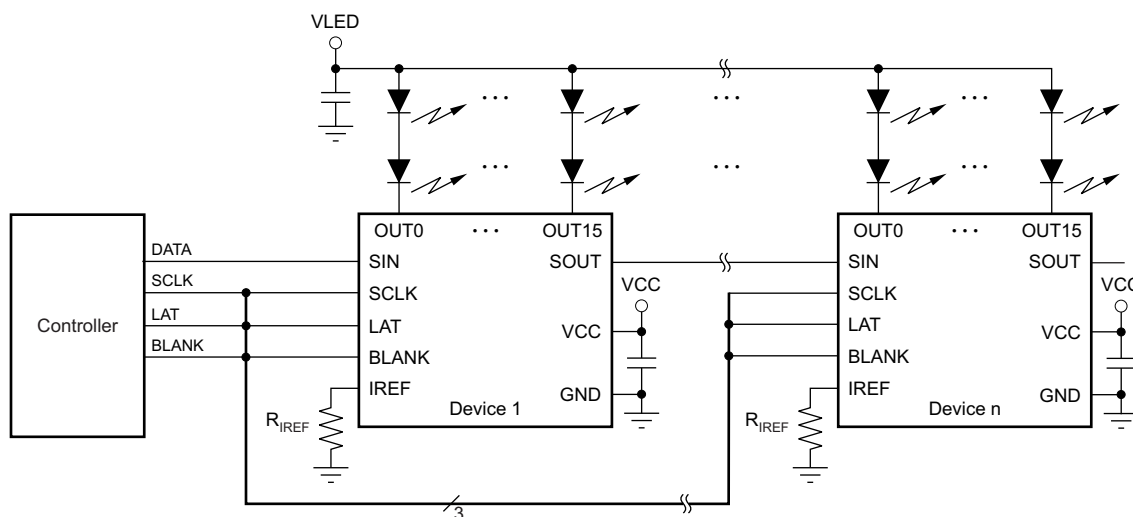 VLED
... ... ...
... ... ...
OUT0 ... OUT15
OUT0 ... OUT15
Controller
DATA
SCLK
LAT
BLANK
SIN
SCLK
LAT
BLANK
IREF
SOUT
VCC
VCC
GND
Device 1
RIREF
SIN
SCLK
LAT
BLANK
IREF
SOUT
VCC
VCC
GND
Device n
RIREF
3